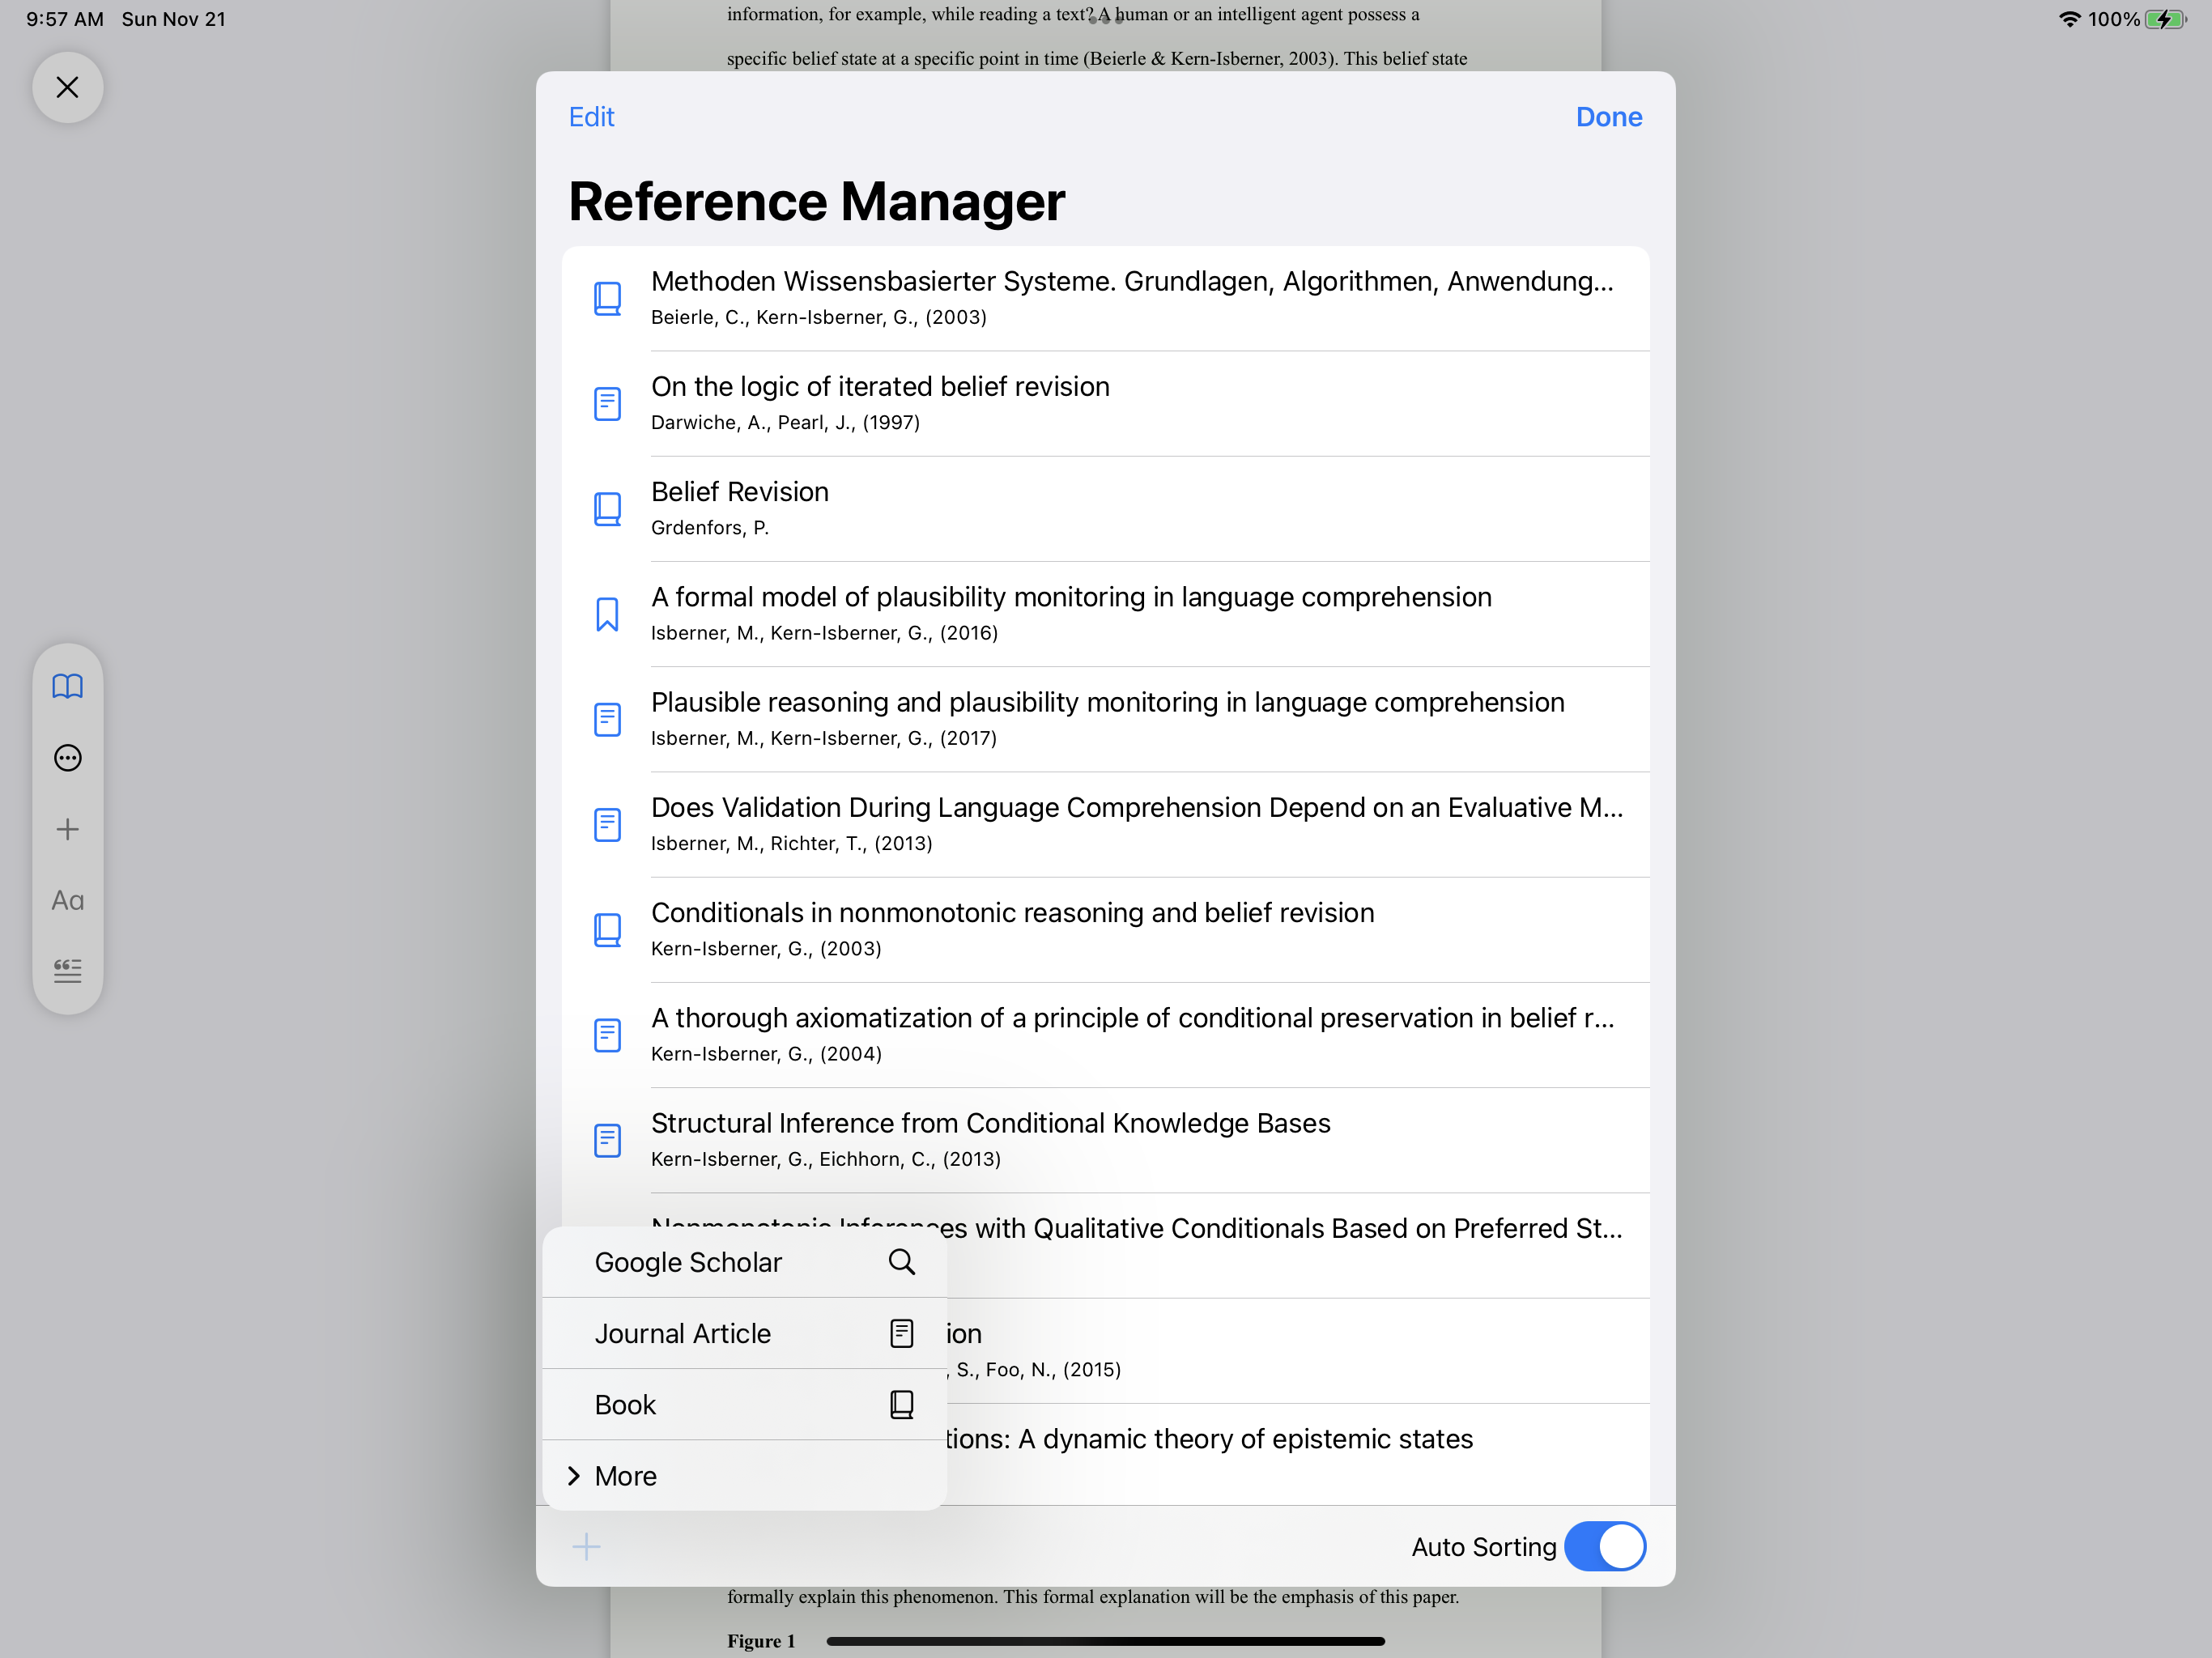 9:57 AM Sun Nov 21
100%
information, for example, while reading a text? A human or an intelligent agent possess a
specific belief state at a specific point in time (Beierle & Kern-Isberner, 2003). This belief state
Edit
Done
Reference Manager
Methoden Wissensbasierter Systeme. Grundlagen, Algorithmen, Anwendung...
Beierle, C., Kern-Isberner, G., (2003)
On the logic of iterated belief revision
Darwiche, A., Pearl, J., (1997)
Belief Revision
Grdenfors, P.
A formal model of plausibility monitoring in language comprehension
Isberner, M., Kern-Isberner, G., (2016)
Plausible reasoning and plausibility monitoring in language comprehension
Isberner, M., Kern-Isberner, G., (2017)
Does Validation During Language Comprehension Depend on an Evaluative M...
Isberner, M., Richter, T., (2013)
Aa
Conditionals in nonmonotonic reasoning and belief revision
Kern-Isberner, G., (2003)
A thorough axiomatization of a principle of conditional preservation in belief r...
Kern-Isberner, G., (2004)
Structural Inference from Conditional Knowledge Bases
Kern-Isberner, G., Eichhorn, C., (2013)
Nonmonotonic Inferences with Qualitative Conditionals Based on Preferred St...
Google Scholar
Journal Article
ion
, S., Foo, N., (2015)
Book
tions: A dynamic theory of epistemic states
More
Auto Sorting
formally explain this phenomenon. This formal explanation will be the emphasis of this paper.
Figure 1